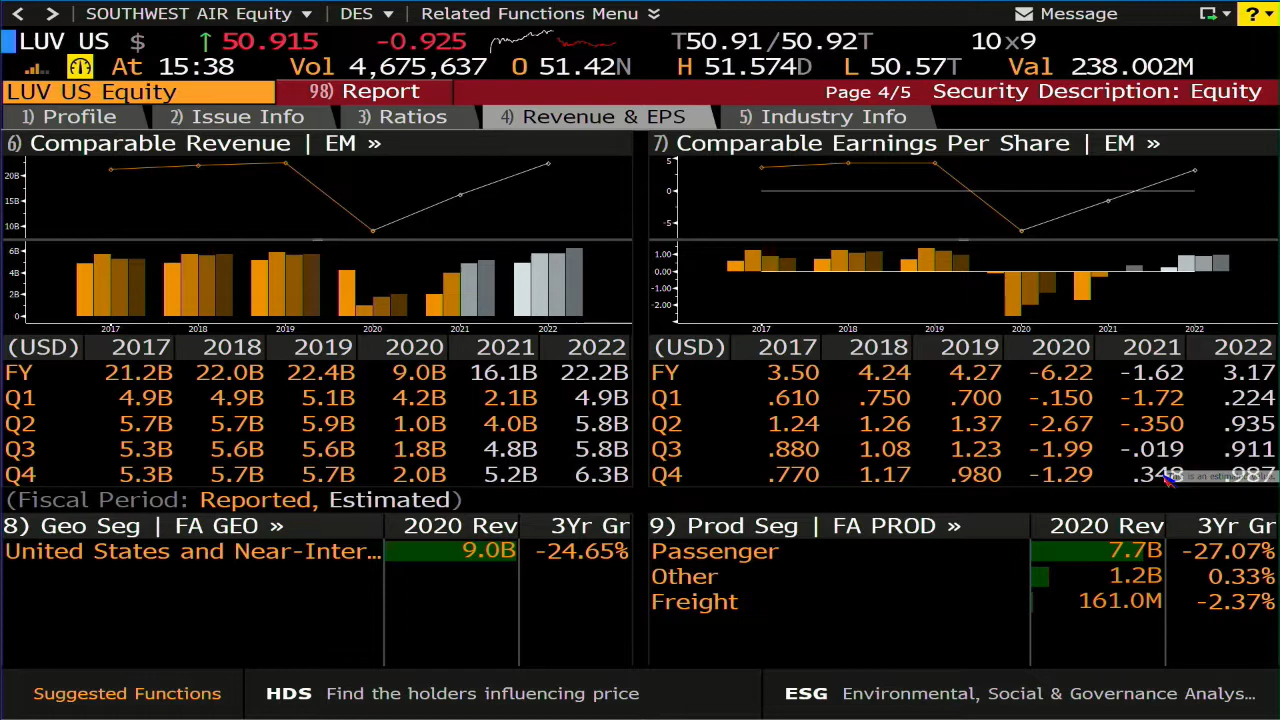 SOUTHWEST AIR Equity DES Related Functions Menu Message ?
LUV US $ ↑ 50.915 -0.925 T50.91/50.92T 10x9
At 15:38 Vol 4,675,637 O 51.42N H 51.574D L 50.57T Val 238.002M
LUV US Equity 98) Report Page 4/5 Security Description: Equity
1) Profile 2) Issue Info 3) Ratios 4) Revenue & EPS 5) Industry Info
6) Comparable Revenue | EM »
20B
10B
6B
4B
2B
0
2017 2018 2019 2020 2021 2022
(USD) 2017 2018 2019 2020 2021 2022
FY 21.2B 22.0B 22.4B 9.0B 16.1B 22.2B
Q1 4.9B 4.9B 5.1B 4.2B 2.1B 4.9B
Q2 5.7B 5.7B 5.9B 1.0B 4.0B 5.8B
Q3 5.3B 5.6B 5.6B 1.8B 4.8B 5.8B
Q4 5.3B 5.7B 5.7B 2.0B 5.2B 6.3B
(Fiscal Period: Reported, Estimated)
7) Comparable Earnings Per Share | EM »
5
0
-5
1.00
0.00
-1.00
-2.00
2017 2018 2019 2020 2021 2022
(USD) 2017 2018 2019 2020 2021 2022
FY 3.50 4.24 4.27 -6.22 -1.62 3.17
Q1 .610 .750 .700 -.150 -1.72 .224
Q2 1.24 1.26 1.37 -2.67 -.350 .935
Q3 .880 1.08 1.23 -1.99 -.019 .911
Q4 .770 1.17 .980 -1.29 .348 .987
is an estimated
8) Geo Seg | FA GEO » 2020 Rev 3Yr Gr
United States and Near-Inter... 9.0B -24.65%
9) Prod Seg | FA PROD » 2020 Rev 3Yr Gr
Passenger 7.7B -27.07%
Other 1.2B 0.33%
Freight 161.0M -2.37%
Suggested Functions HDS Find the holders influencing price ESG Environmental, Social & Governance Analys...